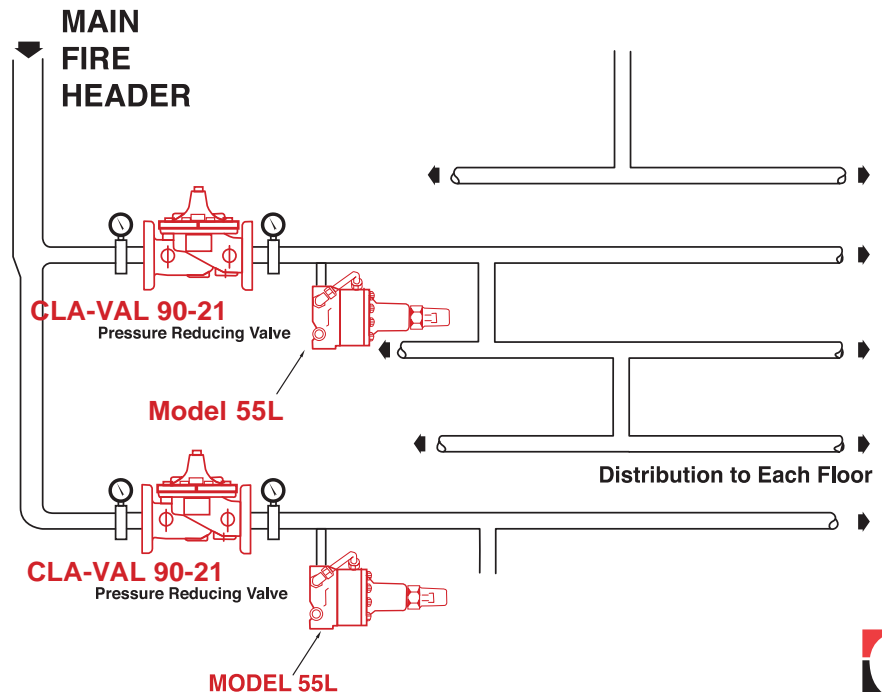 MAIN
FIRE
HEADER
CLA-VAL 90-21
Pressure Reducing Valve
Model 55L
Distribution to Each Floor
CLA-VAL 90-21
Pressure Reducing Valve
MODEL 55L